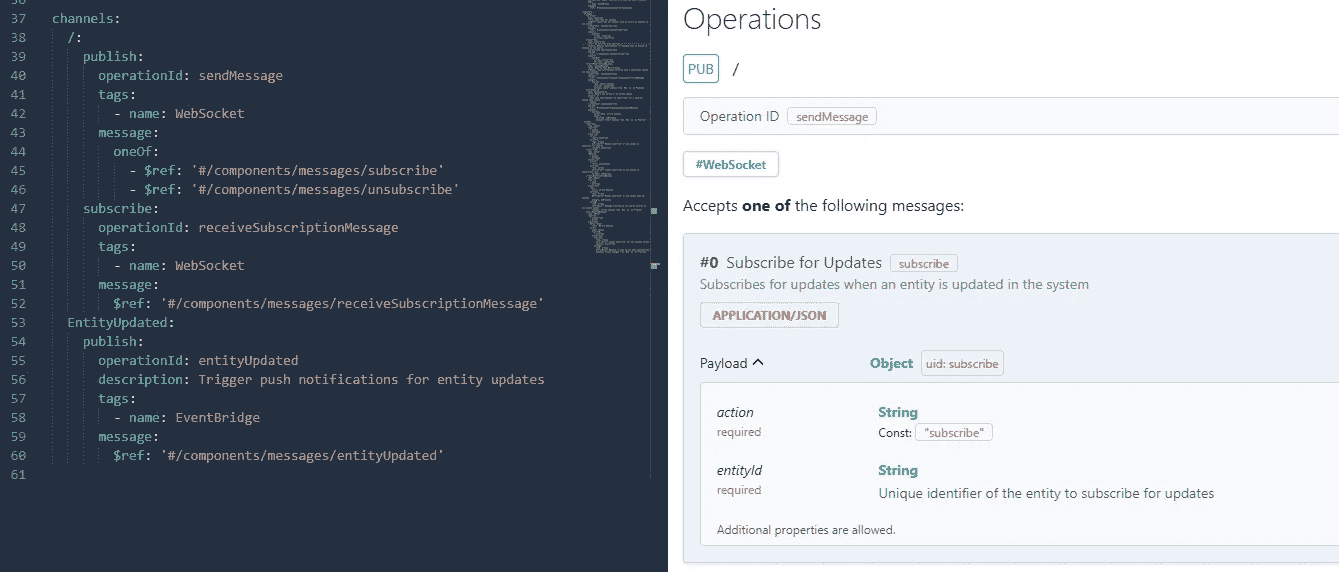 37 channels:
38 /:
39 publish:
40 operationId: sendMessage
41 tags:
42 - name: WebSocket
43 message:
44 oneOf:
45 - $ref: '#/components/messages/subscribe'
46 - $ref: '#/components/messages/unsubscribe'
47 subscribe:
48 operationId: receiveSubscriptionMessage
49 tags:
50 - name: WebSocket
51 message:
52 $ref: '#/components/messages/receiveSubscriptionMessage'
53 EntityUpdated:
54 publish:
55 operationId: entityUpdated
56 description: Trigger push notifications for entity updates
57 tags:
58 - name: EventBridge
59 message:
60 $ref: '#/components/messages/entityUpdated'
61
Operations
PUB /
Operation ID sendMessage
#WebSocket
Accepts one of the following messages:
#0 Subscribe for Updates subscribe
Subscribes for updates when an entity is updated in the system
APPLICATION/JSON
Payload Object uid: subscribe
action String
required Const: "subscribe"
entityId String
required Unique identifier of the entity to subscribe for updates
Additional properties are allowed.